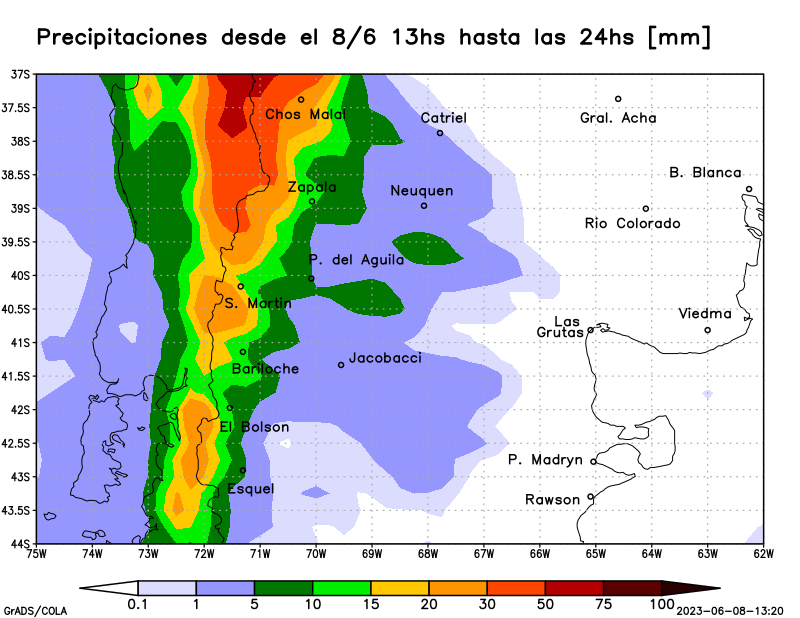 Precipitaciones desde el 8/6 13hs hasta las 24hs [mm]
37S
37.5S
38S
38.5S
39S
39.5S
40S
40.5S
41S
41.5S
42S
42.5S
43S
43.5S
44S
Chos Malal
Catriel
Gral. Acha
B. Blanca
Zapala
Neuquen
Rio Colorado
P. del Aguila
S. Martin
Viedma
Las
Grutas
Bariloche
Jacobacci
El Bolson
P. Madryn
Esquel
Rawson
75W 74W 73W 72W 71W 70W 69W 68W 67W 66W 65W 64W 63W 62W
0.1 1 5 10 15 20 30 50 75 100
GrADS/COLA
2023-06-08-13:20